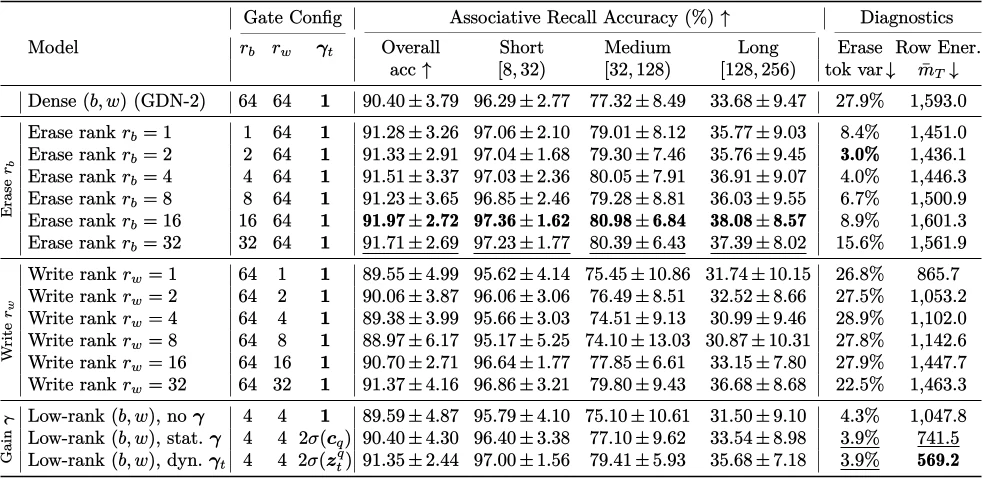 Gate Config Associative Recall Accuracy (%) ↑ Diagnostics
Model r_b r_w γ_t Overall Short Medium Long Erase Row Ener.
acc ↑ [8, 32) [32, 128) [128, 256) tok var ↓ m̄_T ↓
Dense (b, w) (GDN-2) 64 64 1 90.40 ± 3.79 96.29 ± 2.77 77.32 ± 8.49 33.68 ± 9.47 27.9% 1,593.0
Erase r_b
Erase rank r_b = 1 1 64 1 91.28 ± 3.26 97.06 ± 2.10 79.01 ± 8.12 35.77 ± 9.03 8.4% 1,451.0
Erase rank r_b = 2 2 64 1 91.33 ± 2.91 97.04 ± 1.68 79.30 ± 7.46 35.76 ± 9.45 3.0% 1,436.1
Erase rank r_b = 4 4 64 1 91.51 ± 3.37 97.03 ± 2.36 80.05 ± 7.91 36.91 ± 9.07 4.0% 1,446.3
Erase rank r_b = 8 8 64 1 91.23 ± 3.65 96.85 ± 2.46 79.28 ± 8.81 36.03 ± 9.55 6.7% 1,500.9
Erase rank r_b = 16 16 64 1 91.97 ± 2.72 97.36 ± 1.62 80.98 ± 6.84 38.08 ± 8.57 8.9% 1,601.3
Erase rank r_b = 32 32 64 1 91.71 ± 2.69 97.23 ± 1.77 80.39 ± 6.43 37.39 ± 8.02 15.6% 1,561.9
Write r_w
Write rank r_w = 1 64 1 1 89.55 ± 4.99 95.62 ± 4.14 75.45 ± 10.86 31.74 ± 10.15 26.8% 865.7
Write rank r_w = 2 64 2 1 90.06 ± 3.87 96.06 ± 3.06 76.49 ± 8.51 32.52 ± 8.66 27.5% 1,053.2
Write rank r_w = 4 64 4 1 89.38 ± 3.99 95.66 ± 3.03 74.51 ± 9.13 30.99 ± 9.46 28.9% 1,102.0
Write rank r_w = 8 64 8 1 88.97 ± 6.17 95.17 ± 5.25 74.10 ± 13.03 30.87 ± 10.31 27.8% 1,142.6
Write rank r_w = 16 64 16 1 90.70 ± 2.71 96.64 ± 1.77 77.85 ± 6.61 33.15 ± 7.80 27.9% 1,447.7
Write rank r_w = 32 64 32 1 91.37 ± 4.16 96.86 ± 3.21 79.80 ± 9.43 36.68 ± 8.68 22.5% 1,463.3
Gain γ
Low-rank (b, w), no γ 4 4 1 89.59 ± 4.87 95.79 ± 4.10 75.10 ± 10.61 31.50 ± 9.10 4.3% 1,047.8
Low-rank (b, w), stat. γ 4 4 2σ(c_q) 90.40 ± 4.30 96.40 ± 3.38 77.10 ± 9.62 33.54 ± 8.98 3.9% 741.5
Low-rank (b, w), dyn. γ_t 4 4 2σ(z_t^q) 91.35 ± 2.44 97.00 ± 1.56 79.41 ± 5.93 35.68 ± 7.18 3.9% 569.2